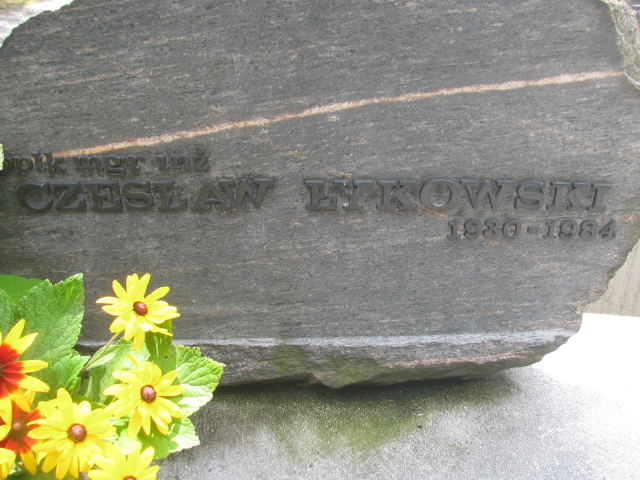 płk mgr inż
CZESŁAW ŁYKOWSKI
1930-1984